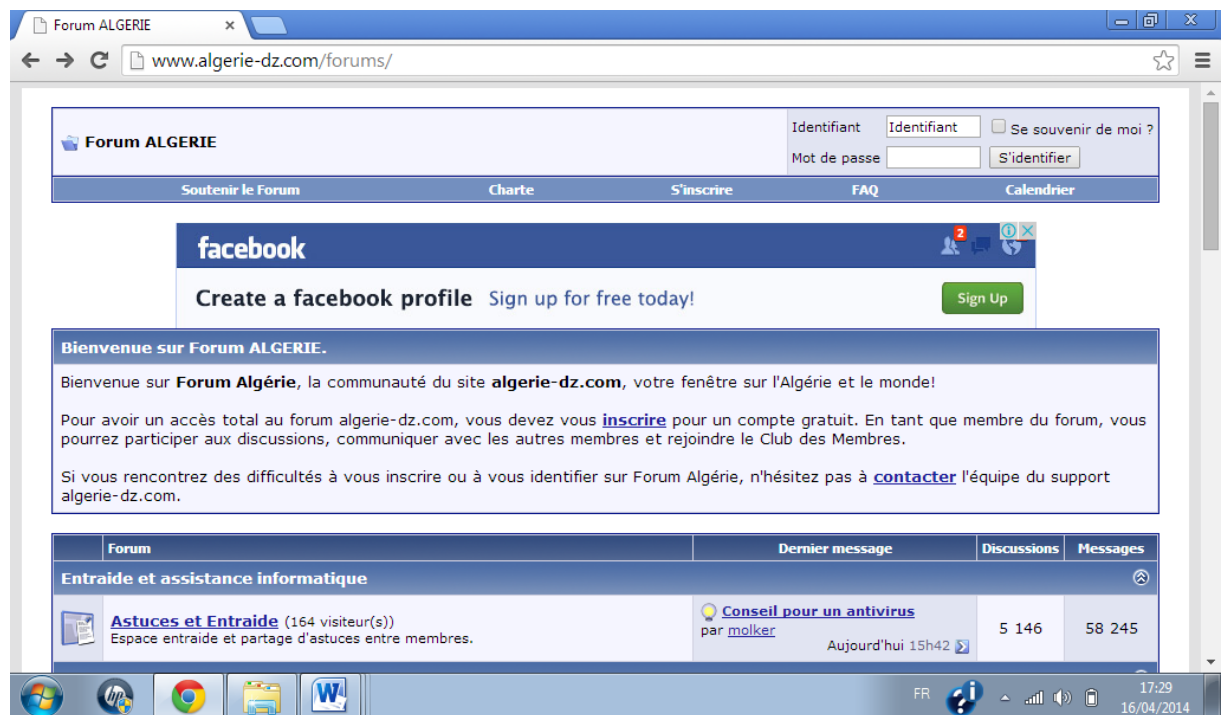 Forum ALGERIE
www.algerie-dz.com/forums/
Forum ALGERIE
Identifiant Identifiant Se souvenir de moi ?
Mot de passe S'identifier
Soutenir le Forum Charte S'inscrire FAQ Calendrier
facebook 2
Create a facebook profile Sign up for free today! Sign Up
Bienvenue sur Forum ALGERIE.
Bienvenue sur Forum Algérie, la communauté du site algerie-dz.com, votre fenêtre sur l'Algérie et le monde!
Pour avoir un accès total au forum algerie-dz.com, vous devez vous inscrire pour un compte gratuit. En tant que membre du forum, vous
pourrez participer aux discussions, communiquer avec les autres membres et rejoindre le Club des Membres.
Si vous rencontrez des difficultés à vous inscrire ou à vous identifier sur Forum Algérie, n'hésitez pas à contacter l'équipe du support
algerie-dz.com.
Forum Dernier message Discussions Messages
Entraide et assistance informatique
Astuces et Entraide (164 visiteur(s)) Conseil pour un antivirus
Espace entraide et partage d'astuces entre membres. par molker 5 146 58 245
Aujourd'hui 15h42
hp W FR 17:29
16/04/2014